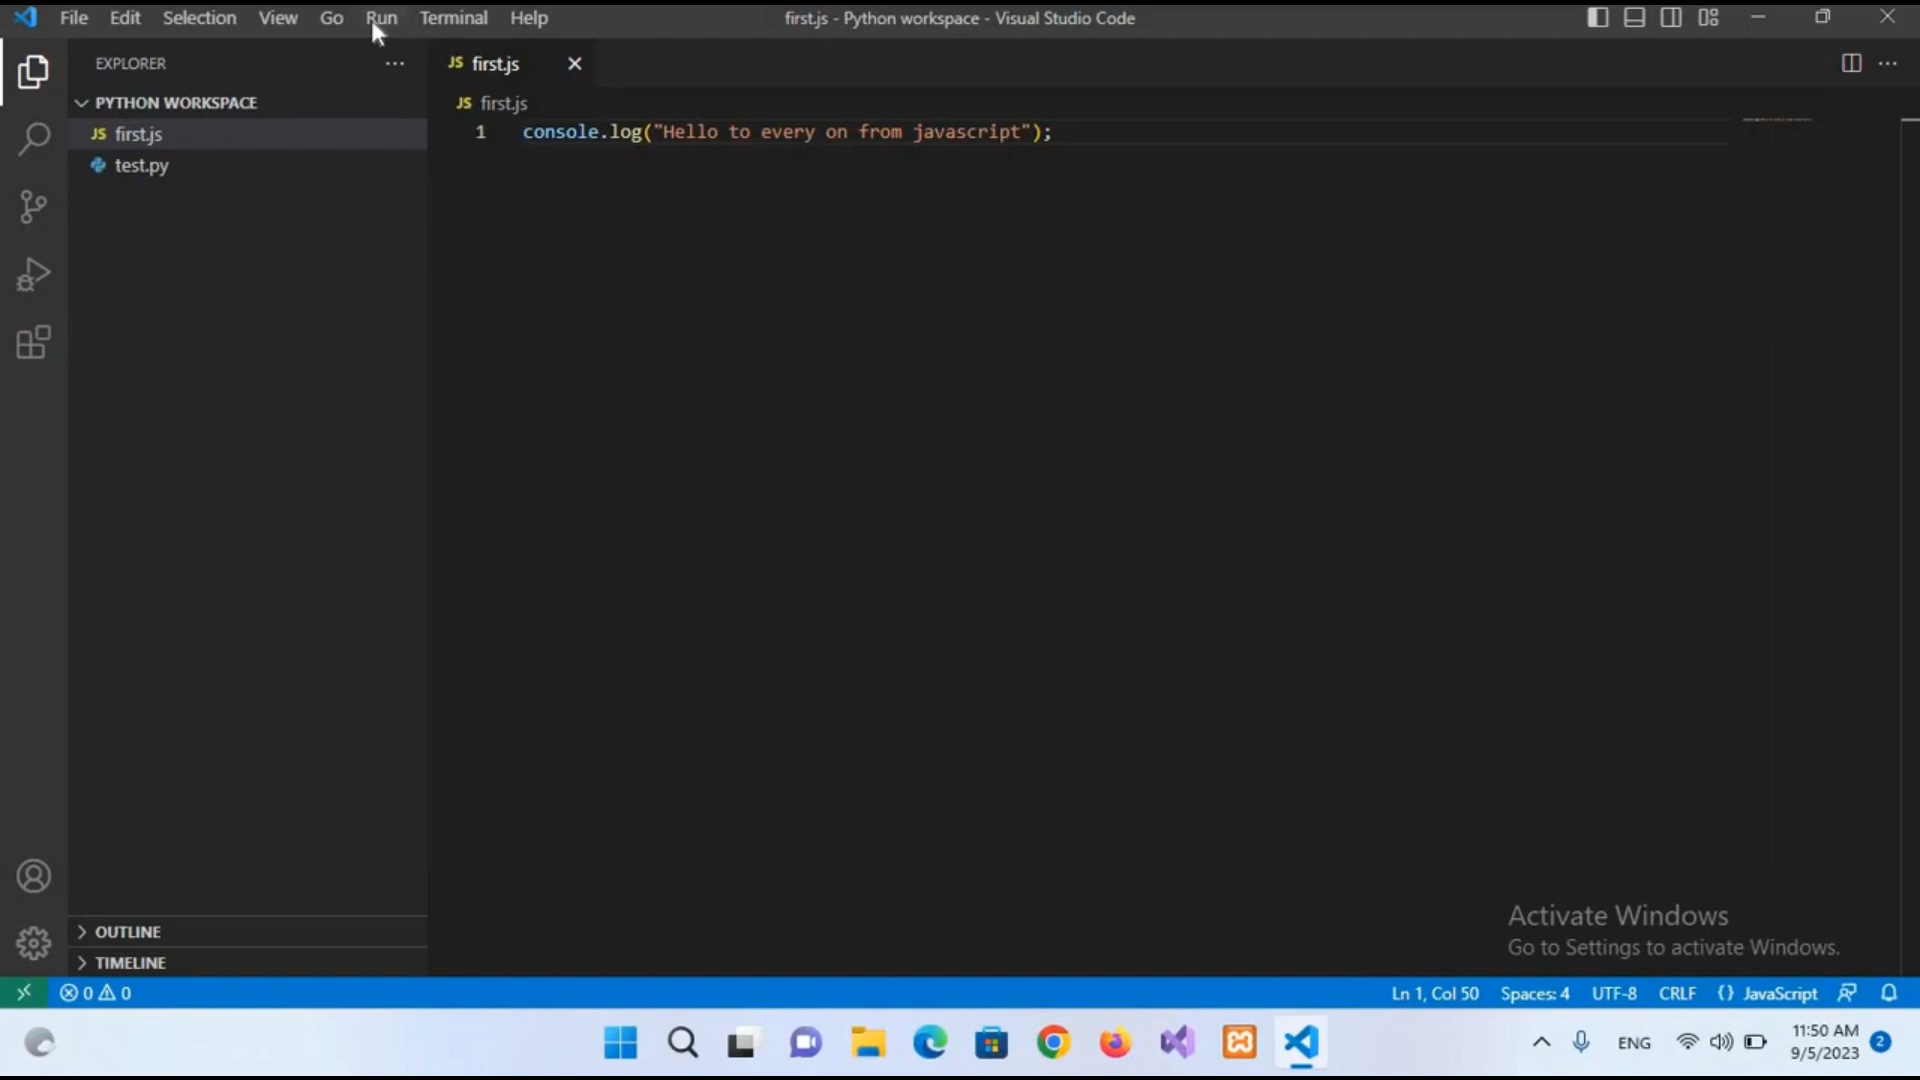 File Edit Selection View Go Run Terminal Help
first.js - Python workspace - Visual Studio Code
EXPLORER
PYTHON WORKSPACE
JS first.js
test.py
OUTLINE
TIMELINE
JS first.js
JS first.js
1 console.log("Hello to every on from javascript");
Activate Windows
Go to Settings to activate Windows.
0 0
Ln 1, Col 50 Spaces: 4 UTF-8 CRLF {} JavaScript
ENG
11:50 AM
9/5/2023
2